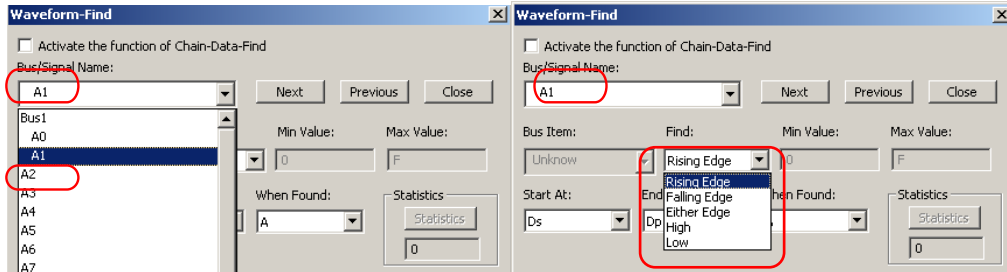 Waveform-Find
Activate the function of Chain-Data-Find
Bus/Signal Name:
A1
Next Previous Close
Bus1
A0
A1
A2
A3
A4
A5
A6
A7
Min Value: Max Value:
0 F
When Found: Statistics
A Statistics
0
Waveform-Find
Activate the function of Chain-Data-Find
Bus/Signal Name:
A1
Next Previous Close
Bus Item: Find: Min Value: Max Value:
Unknow Rising Edge 0 F
Rising Edge
Falling Edge
Either Edge
High
Low
Start At: End hen Found: Statistics
Ds Dp Statistics
0